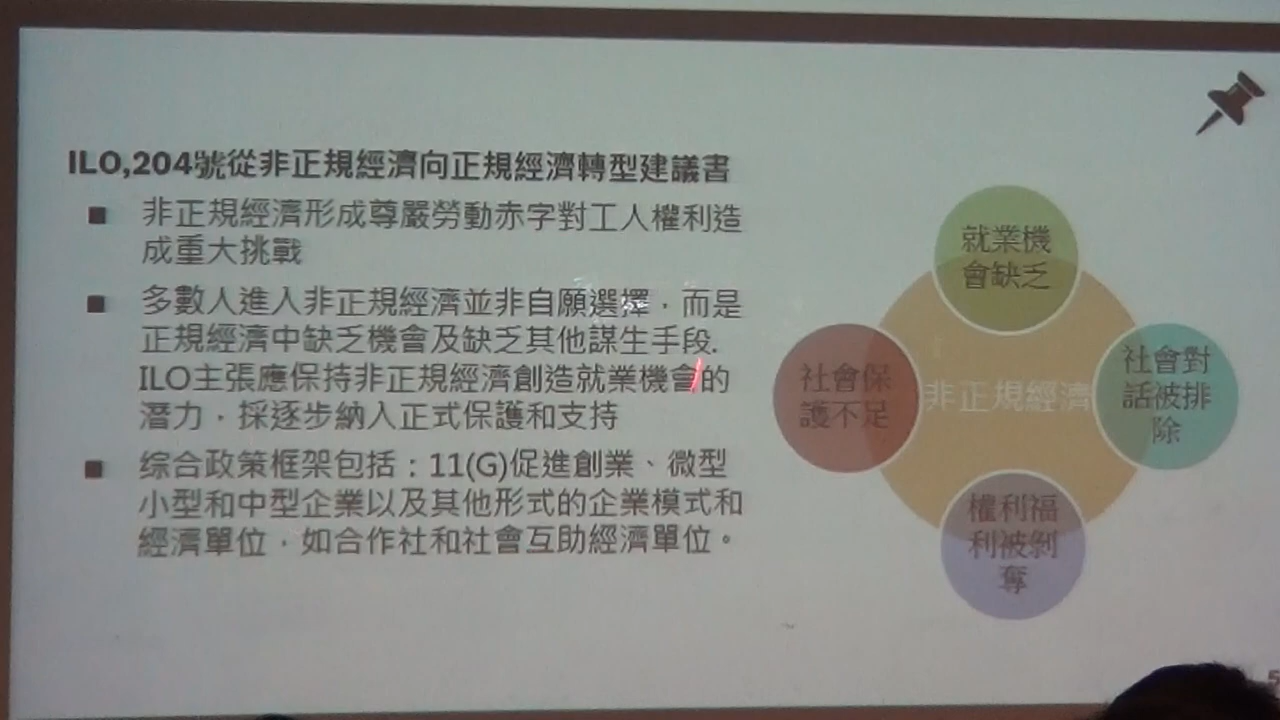 ILO,204號從非正規經濟向正規經濟轉型建議書
■ 非正規經濟形成尊嚴勞動赤字對工人權利造
成重大挑戰
■ 多數人進入非正規經濟並非自願選擇，而是
正規經濟中缺乏機會及缺乏其他謀生手段.
ILO主張應保持非正規經濟創造就業機會的
潛力，採逐步納入正式保護和支持
■ 综合政策框架包括：11(G)促進創業、微型
小型和中型企業以及其他形式的企業模式和
經濟單位，如合作社和社會互助經濟單位。
就業機
會缺乏
社會對
話被排
除
非正規經濟
社會保
護不足
權利福
利被剝
奪
5